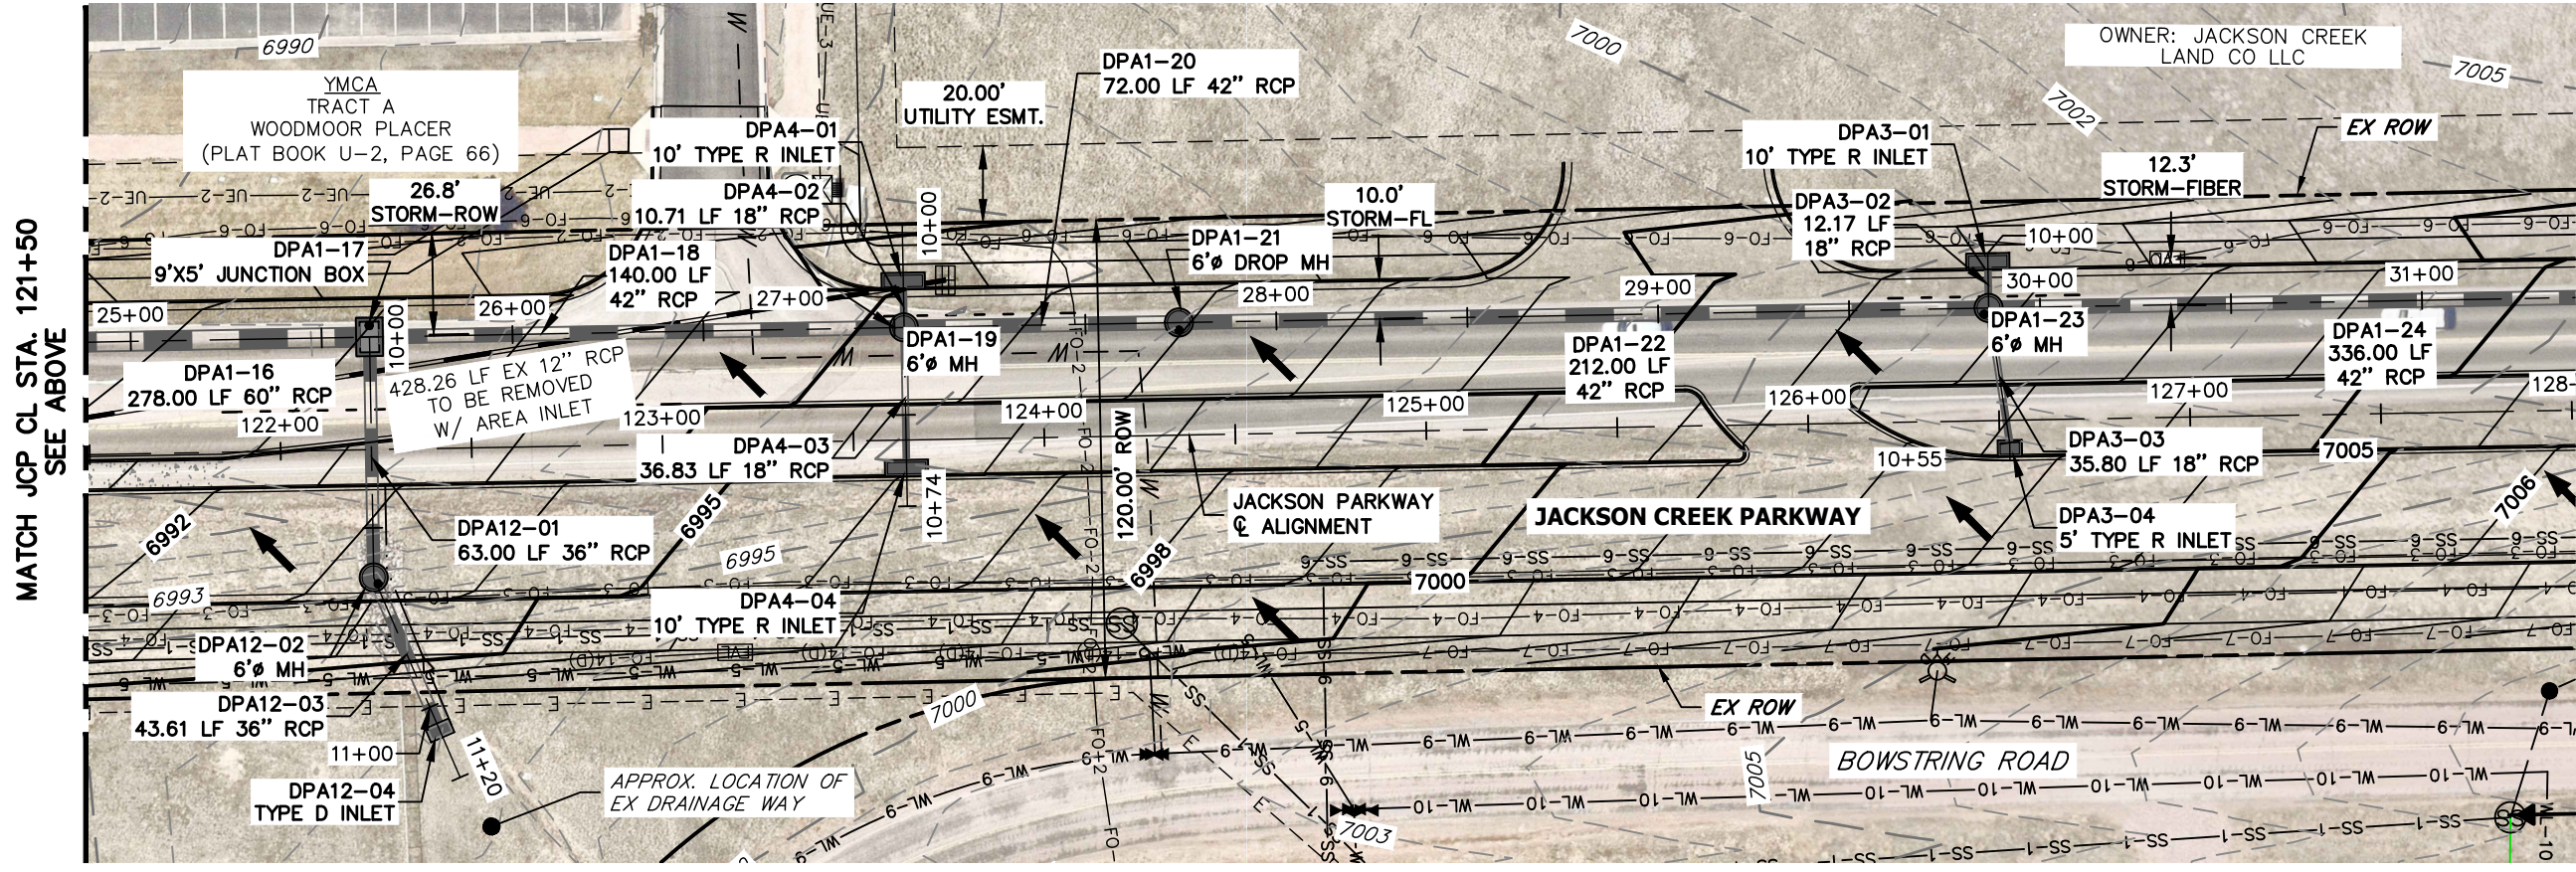 MATCH JCP CL STA. 121+50
SEE ABOVE
6990
YMCA
TRACT A
WOODMOOR PLACER
(PLAT BOOK U-2, PAGE 66)
W
UE-3
20.00'
UTILITY ESMT.
DPA1-20
72.00 LF 42" RCP
7000
OWNER: JACKSON CREEK
LAND CO LLC
7005
7002
EX ROW
DPA4-01
10' TYPE R INLET
DPA4-02
10.71 LF 18" RCP
10+00
26.8'
STORM-ROW
DPA1-17
9'X5' JUNCTION BOX
DPA1-18
140.00 LF
42" RCP
10.0'
STORM-FL
DPA1-21
6'ø DROP MH
DPA3-01
10' TYPE R INLET
DPA3-02
12.17 LF
18" RCP
12.3'
STORM-FIBER
10+00
25+00
26+00
27+00
28+00
29+00
30+00
31+00
10+00
DPA1-16
278.00 LF 60" RCP
428.26 LF EX 12" RCP
TO BE REMOVED
W/ AREA INLET
DPA1-19
6'ø MH
DPA1-22
212.00 LF
42" RCP
DPA1-23
6'ø MH
DPA1-24
336.00 LF
42" RCP
122+00
123+00
124+00
125+00
126+00
127+00
128-
DPA4-03
36.83 LF 18" RCP
10+74
120.00' ROW
JACKSON PARKWAY
℄ ALIGNMENT
JACKSON CREEK PARKWAY
10+55
DPA3-03
35.80 LF 18" RCP
7005
7006
DPA3-04
5' TYPE R INLET
6992
6995
6995
6998
7000
6993
DPA12-01
63.00 LF 36" RCP
DPA4-04
10' TYPE R INLET
DPA12-02
6'ø MH
DPA12-03
43.61 LF 36" RCP
11+00
11+20
DPA12-04
TYPE D INLET
APPROX. LOCATION OF
EX DRAINAGE WAY
7000
EX ROW
7005
BOWSTRING ROAD
7003
WL-10